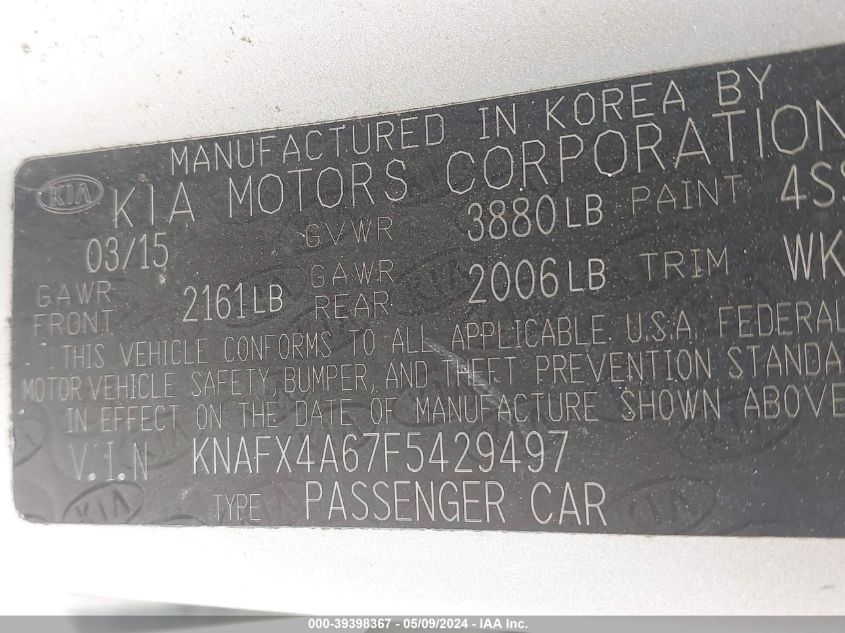 MANUFACTURED IN KOREA BY
KIA KIA MOTORS CORPORATION
03/15 GVWR 3880LB PAINT 4SS
GAWR FRONT 2161LB GAWR REAR 2006LB TRIM WK
THIS VEHICLE CONFORMS TO ALL APPLICABLE U.S.A. FEDERAL
MOTOR VEHICLE SAFETY, BUMPER, AND THEFT PREVENTION STANDA
IN EFFECT ON THE DATE OF MANUFACTURE SHOWN ABOVE
V.I.N KNAFX4A67F5429497
TYPE PASSENGER CAR
000-39398367 - 05/09/2024 - IAA Inc.